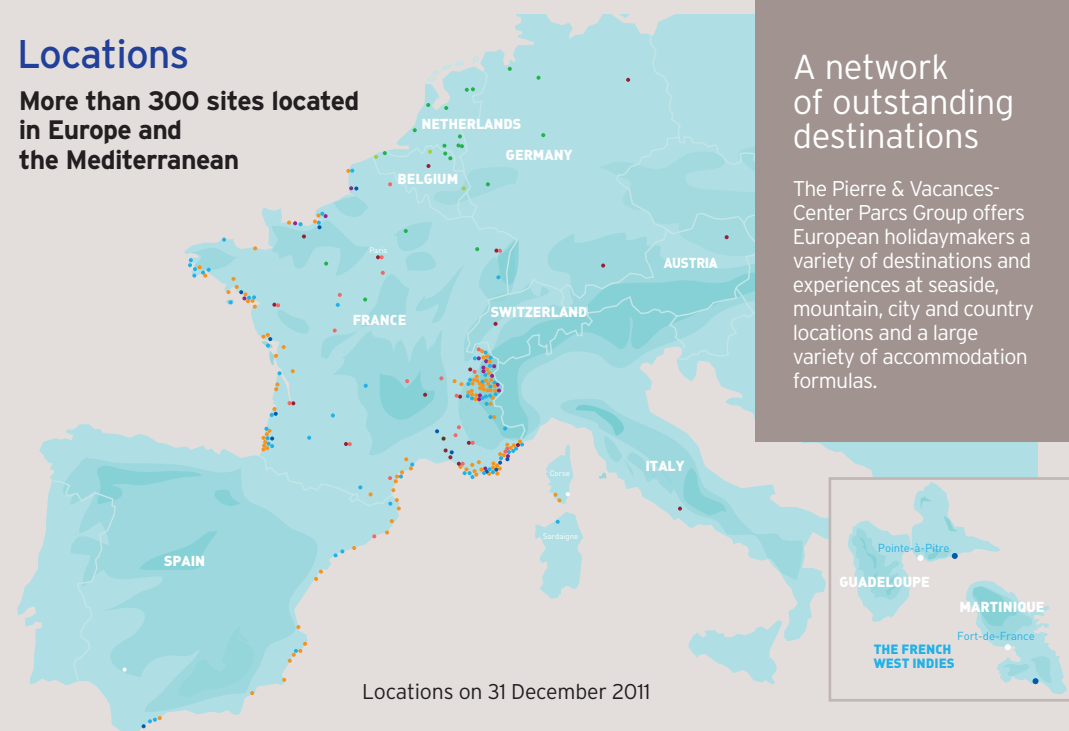 Locations
More than 300 sites located
in Europe and
the Mediterranean
A network
of outstanding
destinations
The Pierre & Vacances-
Center Parcs Group offers
European holidaymakers a
variety of destinations and
experiences at seaside,
mountain, city and country
locations and a large
variety of accommodation
formulas.
NETHERLANDS
GERMANY
BELGIUM
Paris
AUSTRIA
SWITZERLAND
FRANCE
ITALY
Corse
Sardaigne
SPAIN
Pointe-à-Pitre
GUADELOUPE
MARTINIQUE
Fort-de-France
THE FRENCH
WEST INDIES
Locations on 31 December 2011